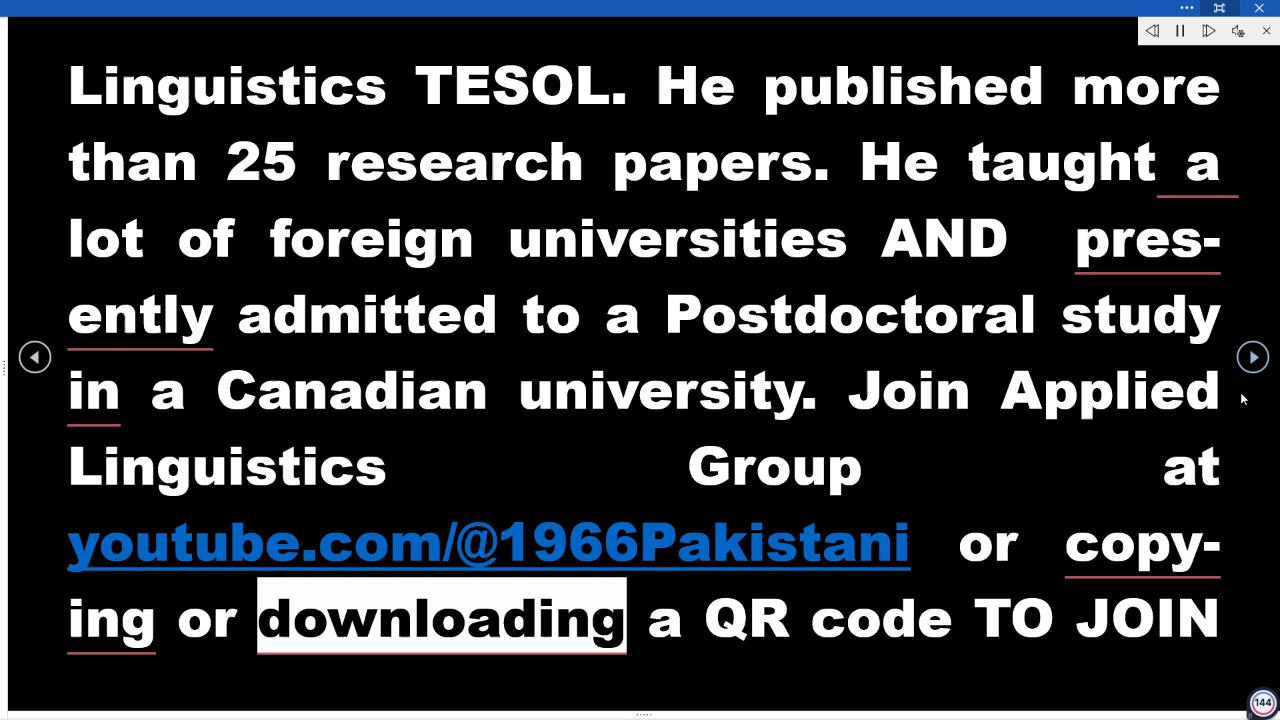 Linguistics TESOL. He published more
than 25 research papers. He taught a
lot of foreign universities AND pres-
ently admitted to a Postdoctoral study
in a Canadian university. Join Applied
Linguistics Group at
youtube.com/@1966Pakistani or copy-
ing or downloading a QR code TO JOIN
144